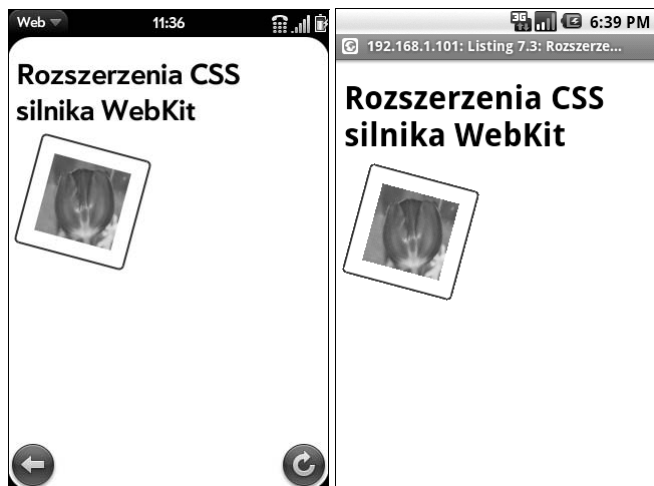 Web
11:36
Rozszerzenia CSS
silnika WebKit
3G
6:39 PM
192.168.1.101: Listing 7.3: Rozszerze...
Rozszerzenia CSS
silnika WebKit